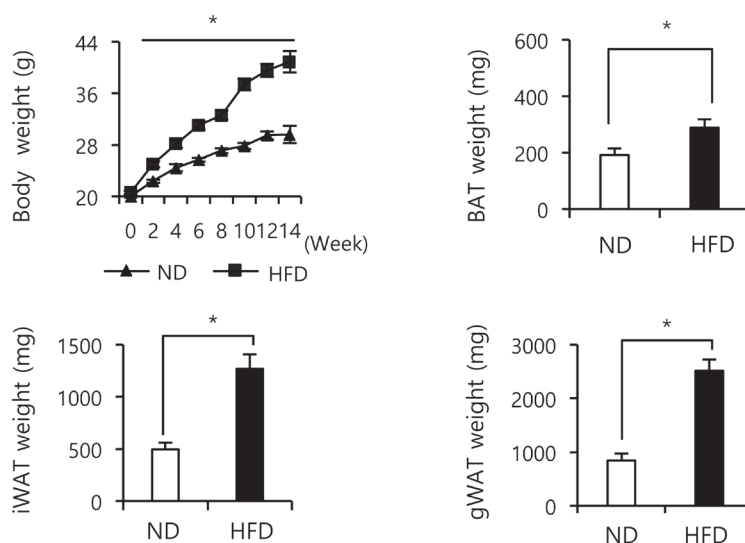 *
Body weight (g)
44
36
28
20
0 2 4 6 8 10 12 14 (Week)
ND HFD
*
BAT weight (mg)
600
400
200
0
ND HFD
*
iWAT weight (mg)
1500
1000
500
0
ND HFD
*
gWAT weight (mg)
3000
2000
1000
0
ND HFD